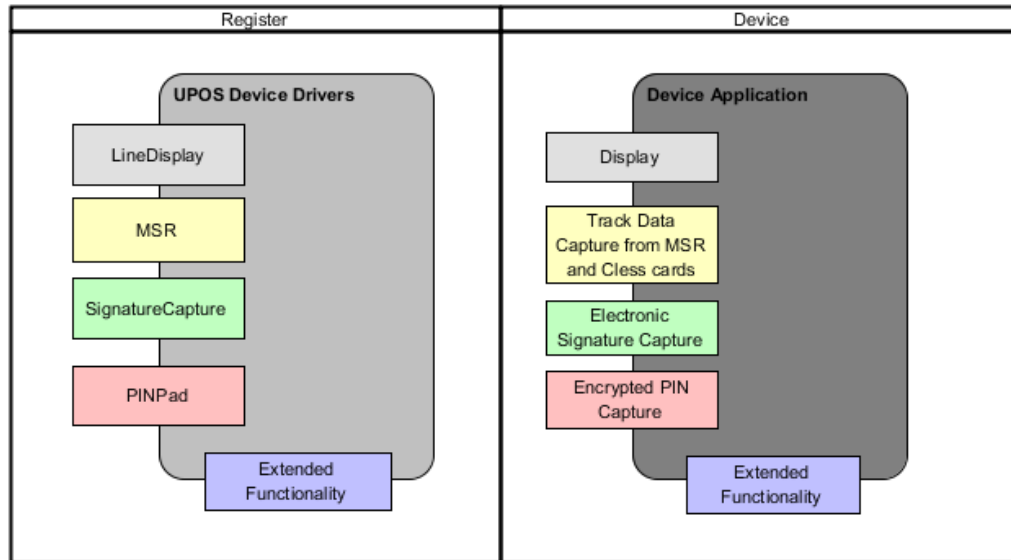 Register
Device
UPOS Device Drivers
LineDisplay
MSR
SignatureCapture
PINPad
Extended
Functionality
Device Application
Display
Track Data
Capture from MSR
and Cless cards
Electronic
Signature Capture
Encrypted PIN
Capture
Extended
Functionality